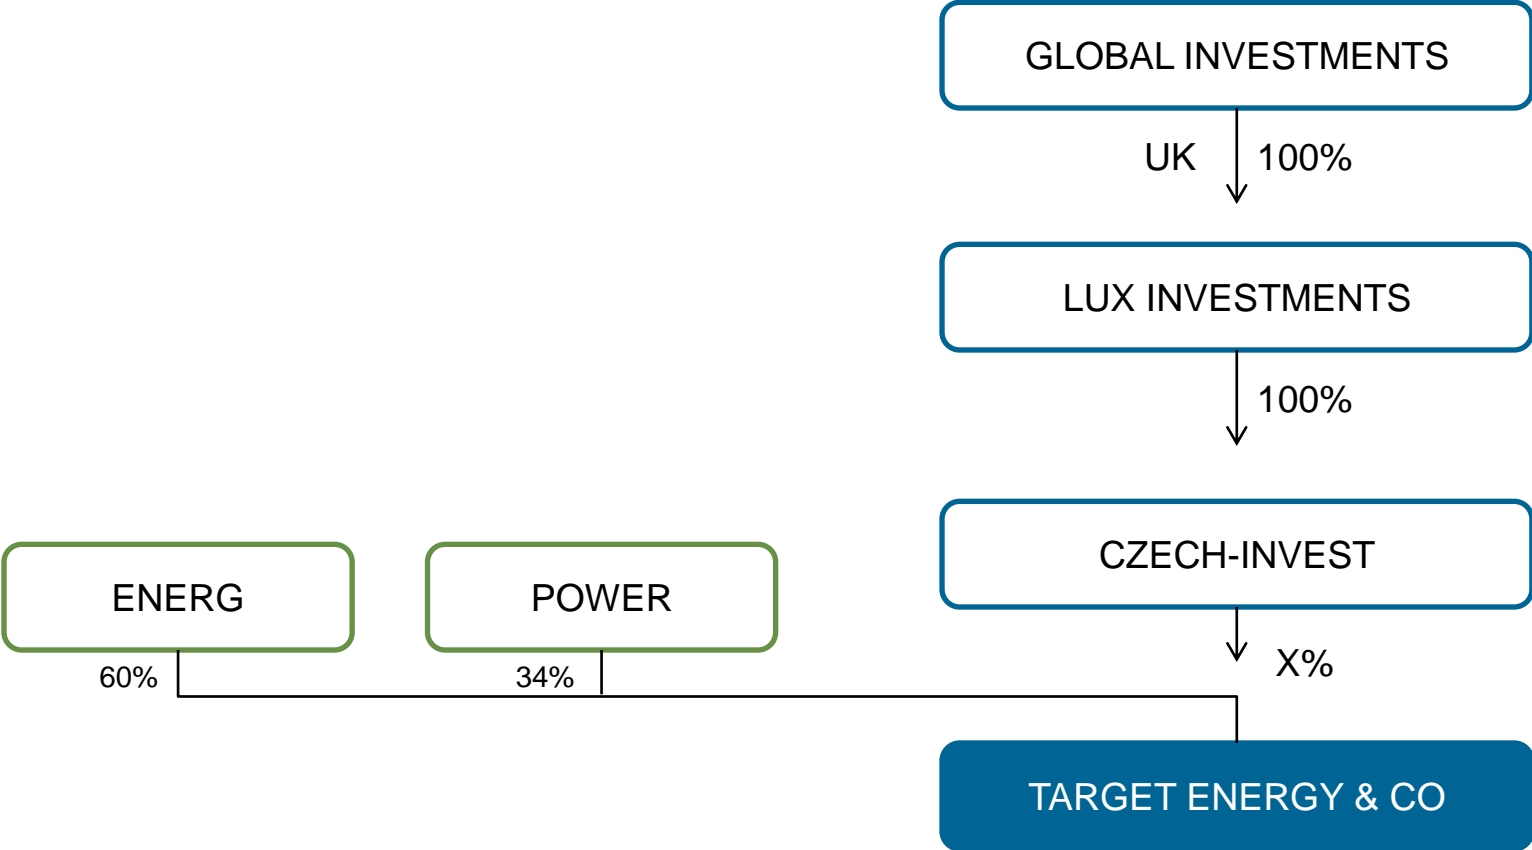 GLOBAL INVESTMENTS
UK 100%
LUX INVESTMENTS
100%
CZECH-INVEST
ENERG
POWER
X%
60%
34%
TARGET ENERGY & CO